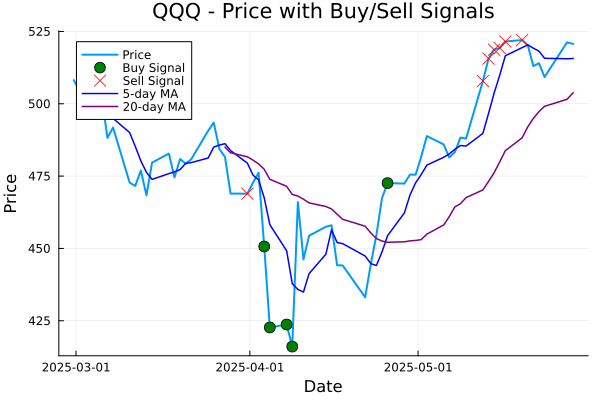 QQQ - Price with Buy/Sell Signals
525
500
475
450
425
Price
Price
Buy Signal
Sell Signal
5-day MA
20-day MA
2025-03-01
2025-04-01
2025-05-01
Date